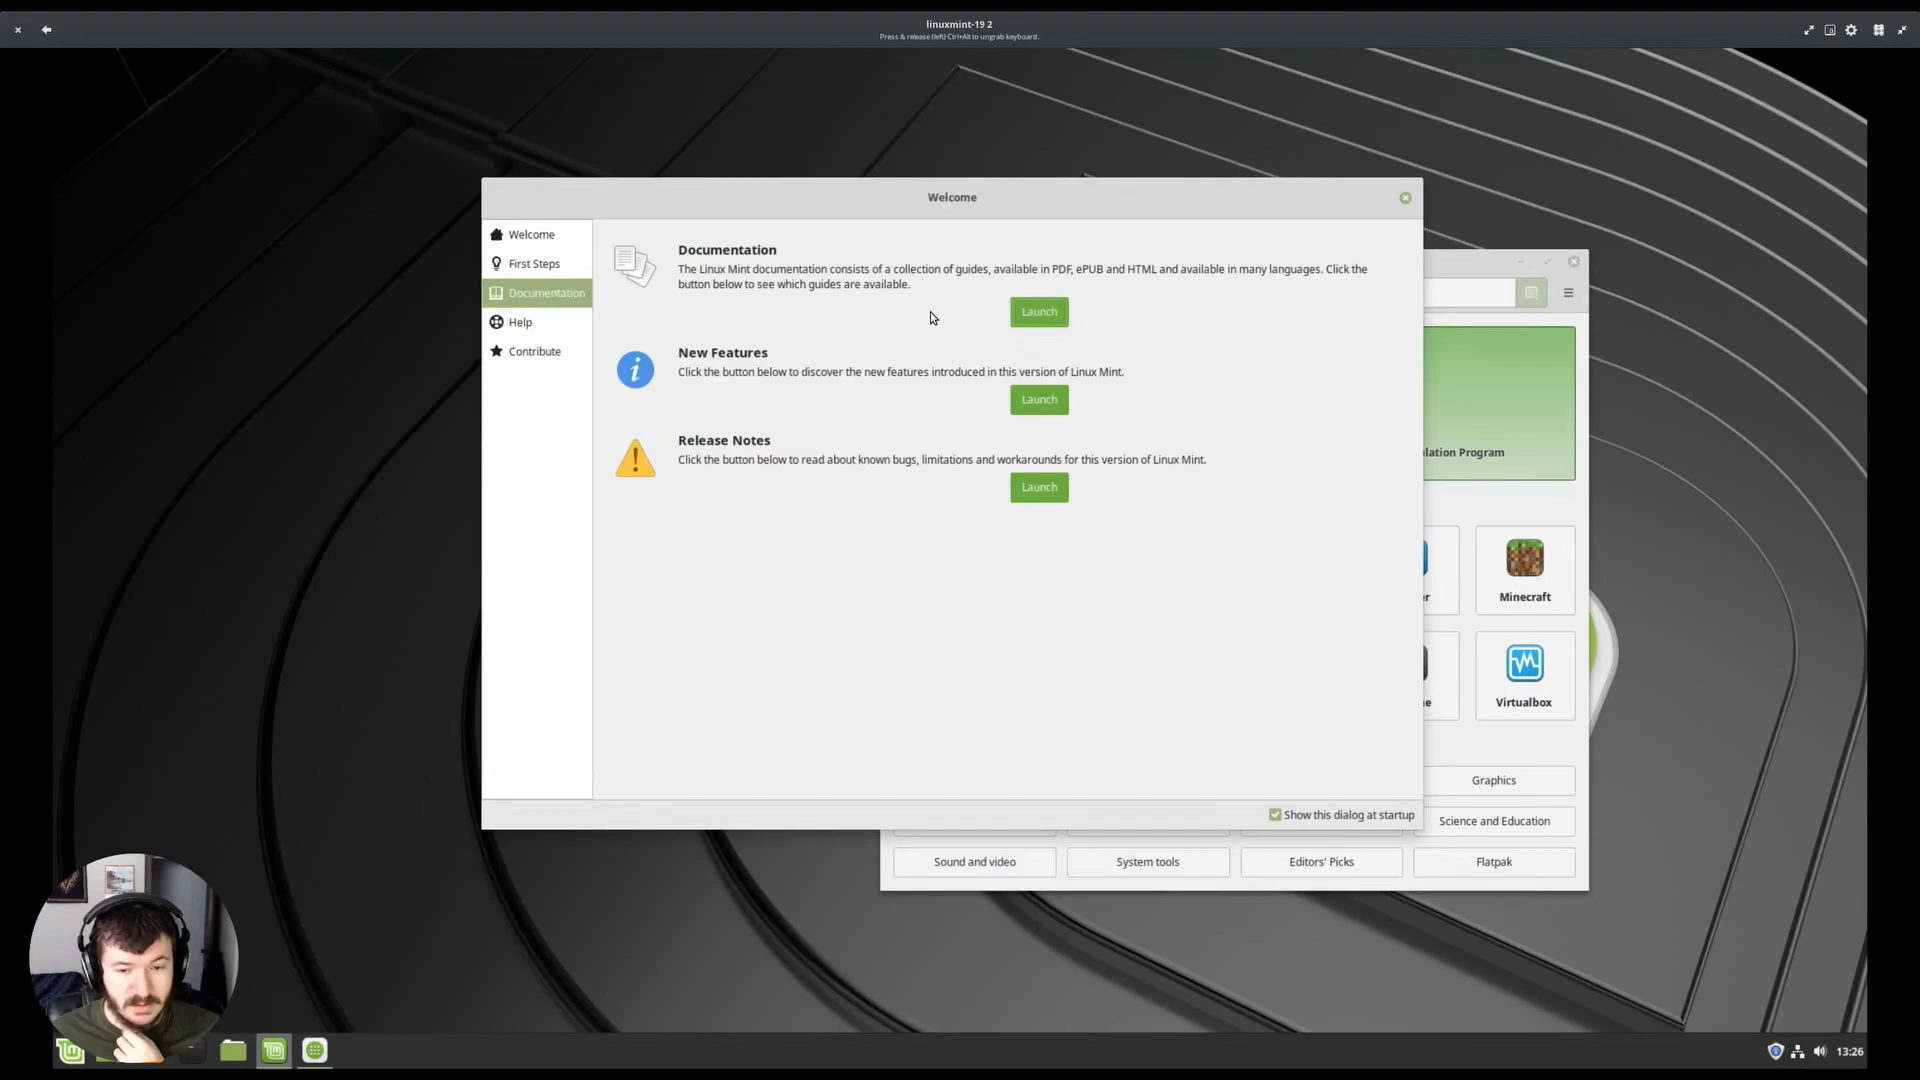 linuxmint-19 2
Press & release (left) Ctrl+Alt to ungrab keyboard.
Welcome
Welcome
First Steps
Documentation
Help
Contribute
Documentation
The Linux Mint documentation consists of a collection of guides, available in PDF, ePUB and HTML and available in many languages. Click the
button below to see which guides are available.
Launch
New Features
Click the button below to discover the new features introduced in this version of Linux Mint.
Launch
Release Notes
Click the button below to read about known bugs, limitations and workarounds for this version of Linux Mint.
Launch
Show this dialog at startup
lation Program
er
Minecraft
e
Virtualbox
Graphics
Science and Education
Sound and video
System tools
Editors' Picks
Flatpak
13:26